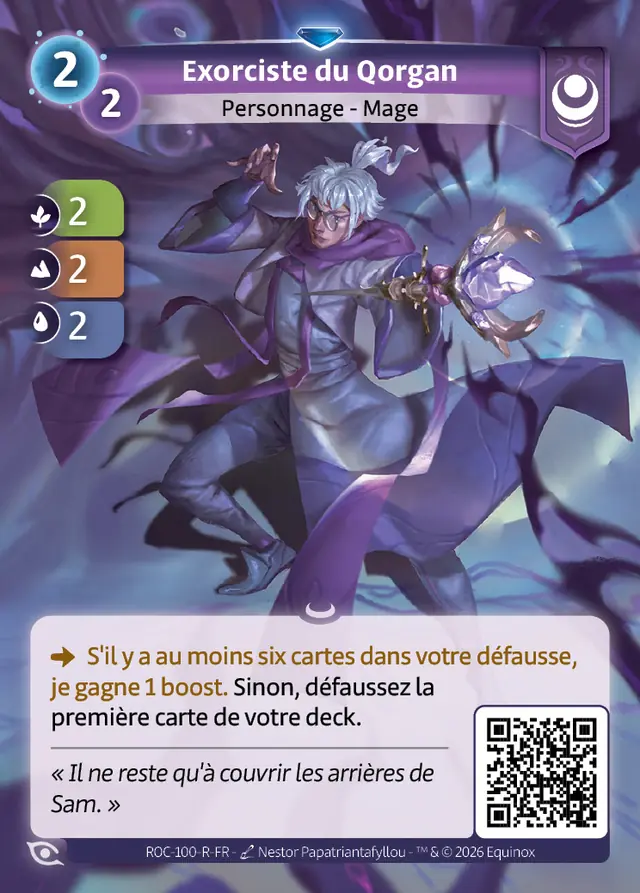 2
Exorciste du Qorgan
2
Personnage - Mage
2
2
2
S'il y a au moins six cartes dans votre défausse,
je gagne 1 boost. Sinon, défaussez la
première carte de votre deck.
« Il ne reste qu'à couvrir les arrières de
Sam. »
ROC-100-R-FR - Nestor Papatriantafyllou - ™ & © 2026 Equinox